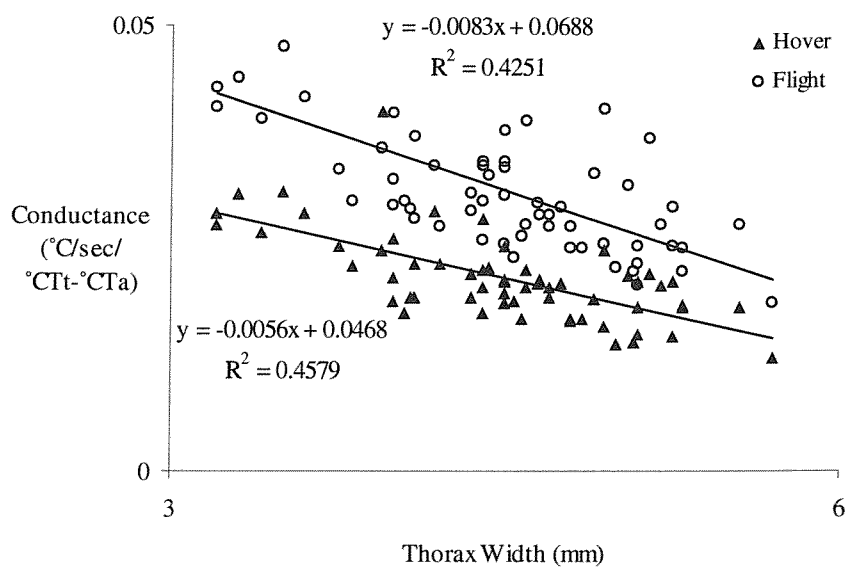 0.05
y = -0.0083x + 0.0688
R² = 0.4251
Hover
Flight
Conductance
(˚C/sec/
˚CTt-˚CTa)
y = -0.0056x + 0.0468
R² = 0.4579
0
3
6
Thorax Width (mm)